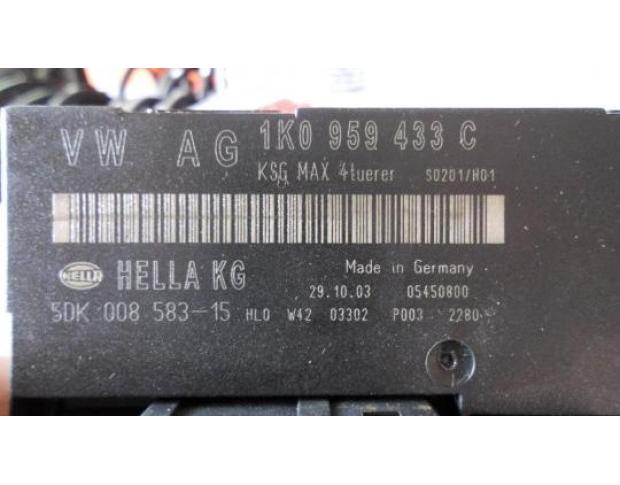 VW AG 1K0 959 433 C
KSG MAX 4tuerer S0201/H01
HELLA HELLA KG Made in Germany
29.10.03 05450800
5DK 008 583-15 HLO W42 03302 P003 2280